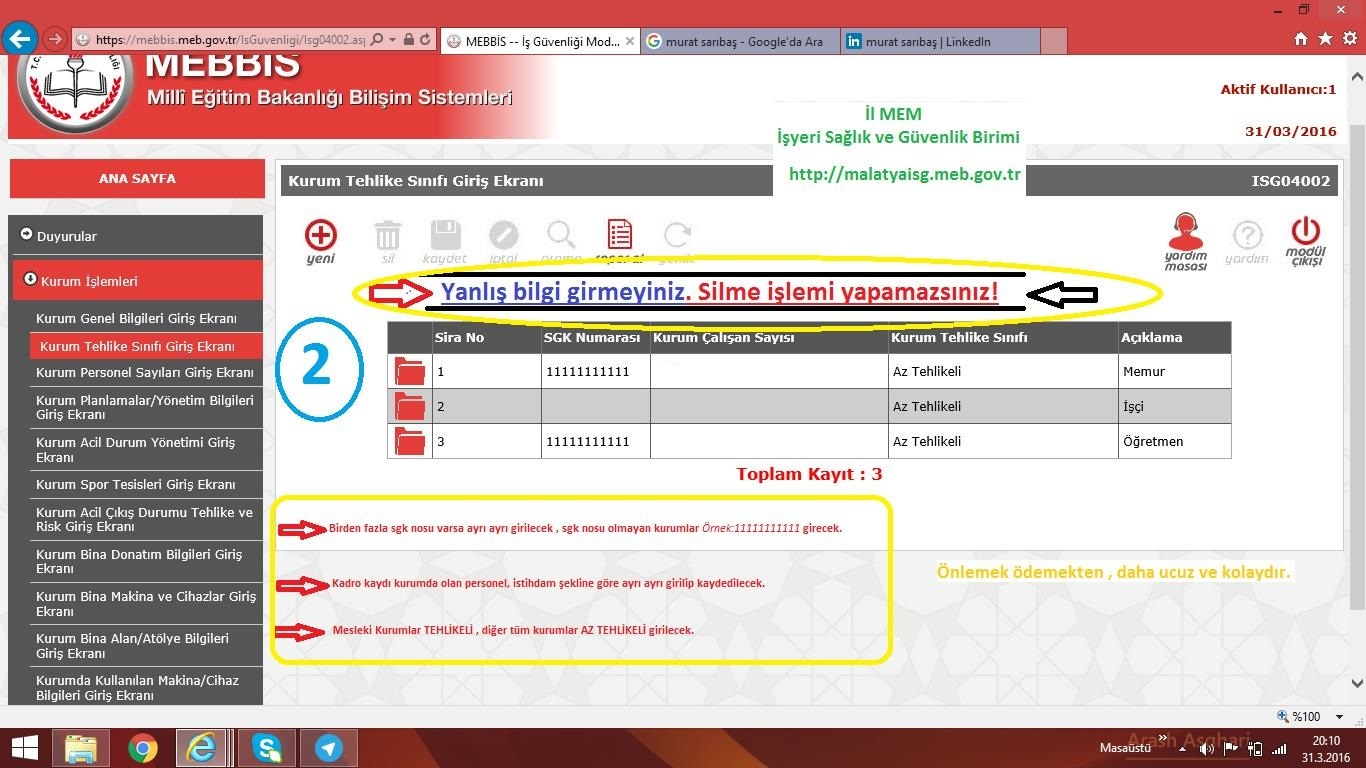 https://mebbis.meb.gov.tr/IsGuvenligi/Isg04002.asp
MEBBİS -- İş Güvenliği Mod...
murat sarıbaş - Google'da Ara
murat sarıbaş | LinkedIn
MEBBİS
Millî Eğitim Bakanlığı Bilişim Sistemleri
Aktif Kullanıcı:1
31/03/2016
İl MEM
İşyeri Sağlık ve Güvenlik Birimi
http://malatyaisg.meb.gov.tr
ANA SAYFA
Kurum Tehlike Sınıfı Giriş Ekranı
ISG04002
Duyurular
Kurum İşlemleri
Kurum Genel Bilgileri Giriş Ekranı
Kurum Tehlike Sınıfı Giriş Ekranı
Kurum Personel Sayıları Giriş Ekranı
Kurum Planlamalar/Yönetim Bilgileri
Giriş Ekranı
Kurum Acil Durum Yönetimi Giriş
Ekranı
Kurum Spor Tesisleri Giriş Ekranı
Kurum Acil Çıkış Durumu Tehlike ve
Risk Giriş Ekranı
Kurum Bina Donatım Bilgileri Giriş
Ekranı
Kurum Bina Makina ve Cihazlar Giriş
Ekranı
Kurum Bina Alan/Atölye Bilgileri
Giriş Ekranı
Kurumda Kullanılan Makina/Cihaz
Bilgileri Giriş Ekranı
yeni
sil
kaydet
iptal
yardım
masası
yardım
modül
çıkışı
Yanlış bilgi girmeyiniz. Silme işlemi yapamazsınız!
2
Sira No SGK Numarası Kurum Çalışan Sayısı Kurum Tehlike Sınıfı Açıklama
1 11111111111 Az Tehlikeli Memur
2 Az Tehlikeli İşçi
3 11111111111 Az Tehlikeli Öğretmen
Toplam Kayıt : 3
Birden fazla sgk nosu varsa ayrı ayrı girilecek , sgk nosu olmayan kurumlar Örnek:11111111111 girecek.
Kadro kaydı kurumda olan personel, istihdam şekline göre ayrı ayrı girilip kaydedilecek.
Mesleki Kurumlar TEHLİKELİ , diğer tüm kurumlar AZ TEHLİKELİ girilecek.
Önlemek ödemekten , daha ucuz ve kolaydır.
%100
Masaüstü
Arash Asghari
20:10
31.3.2016